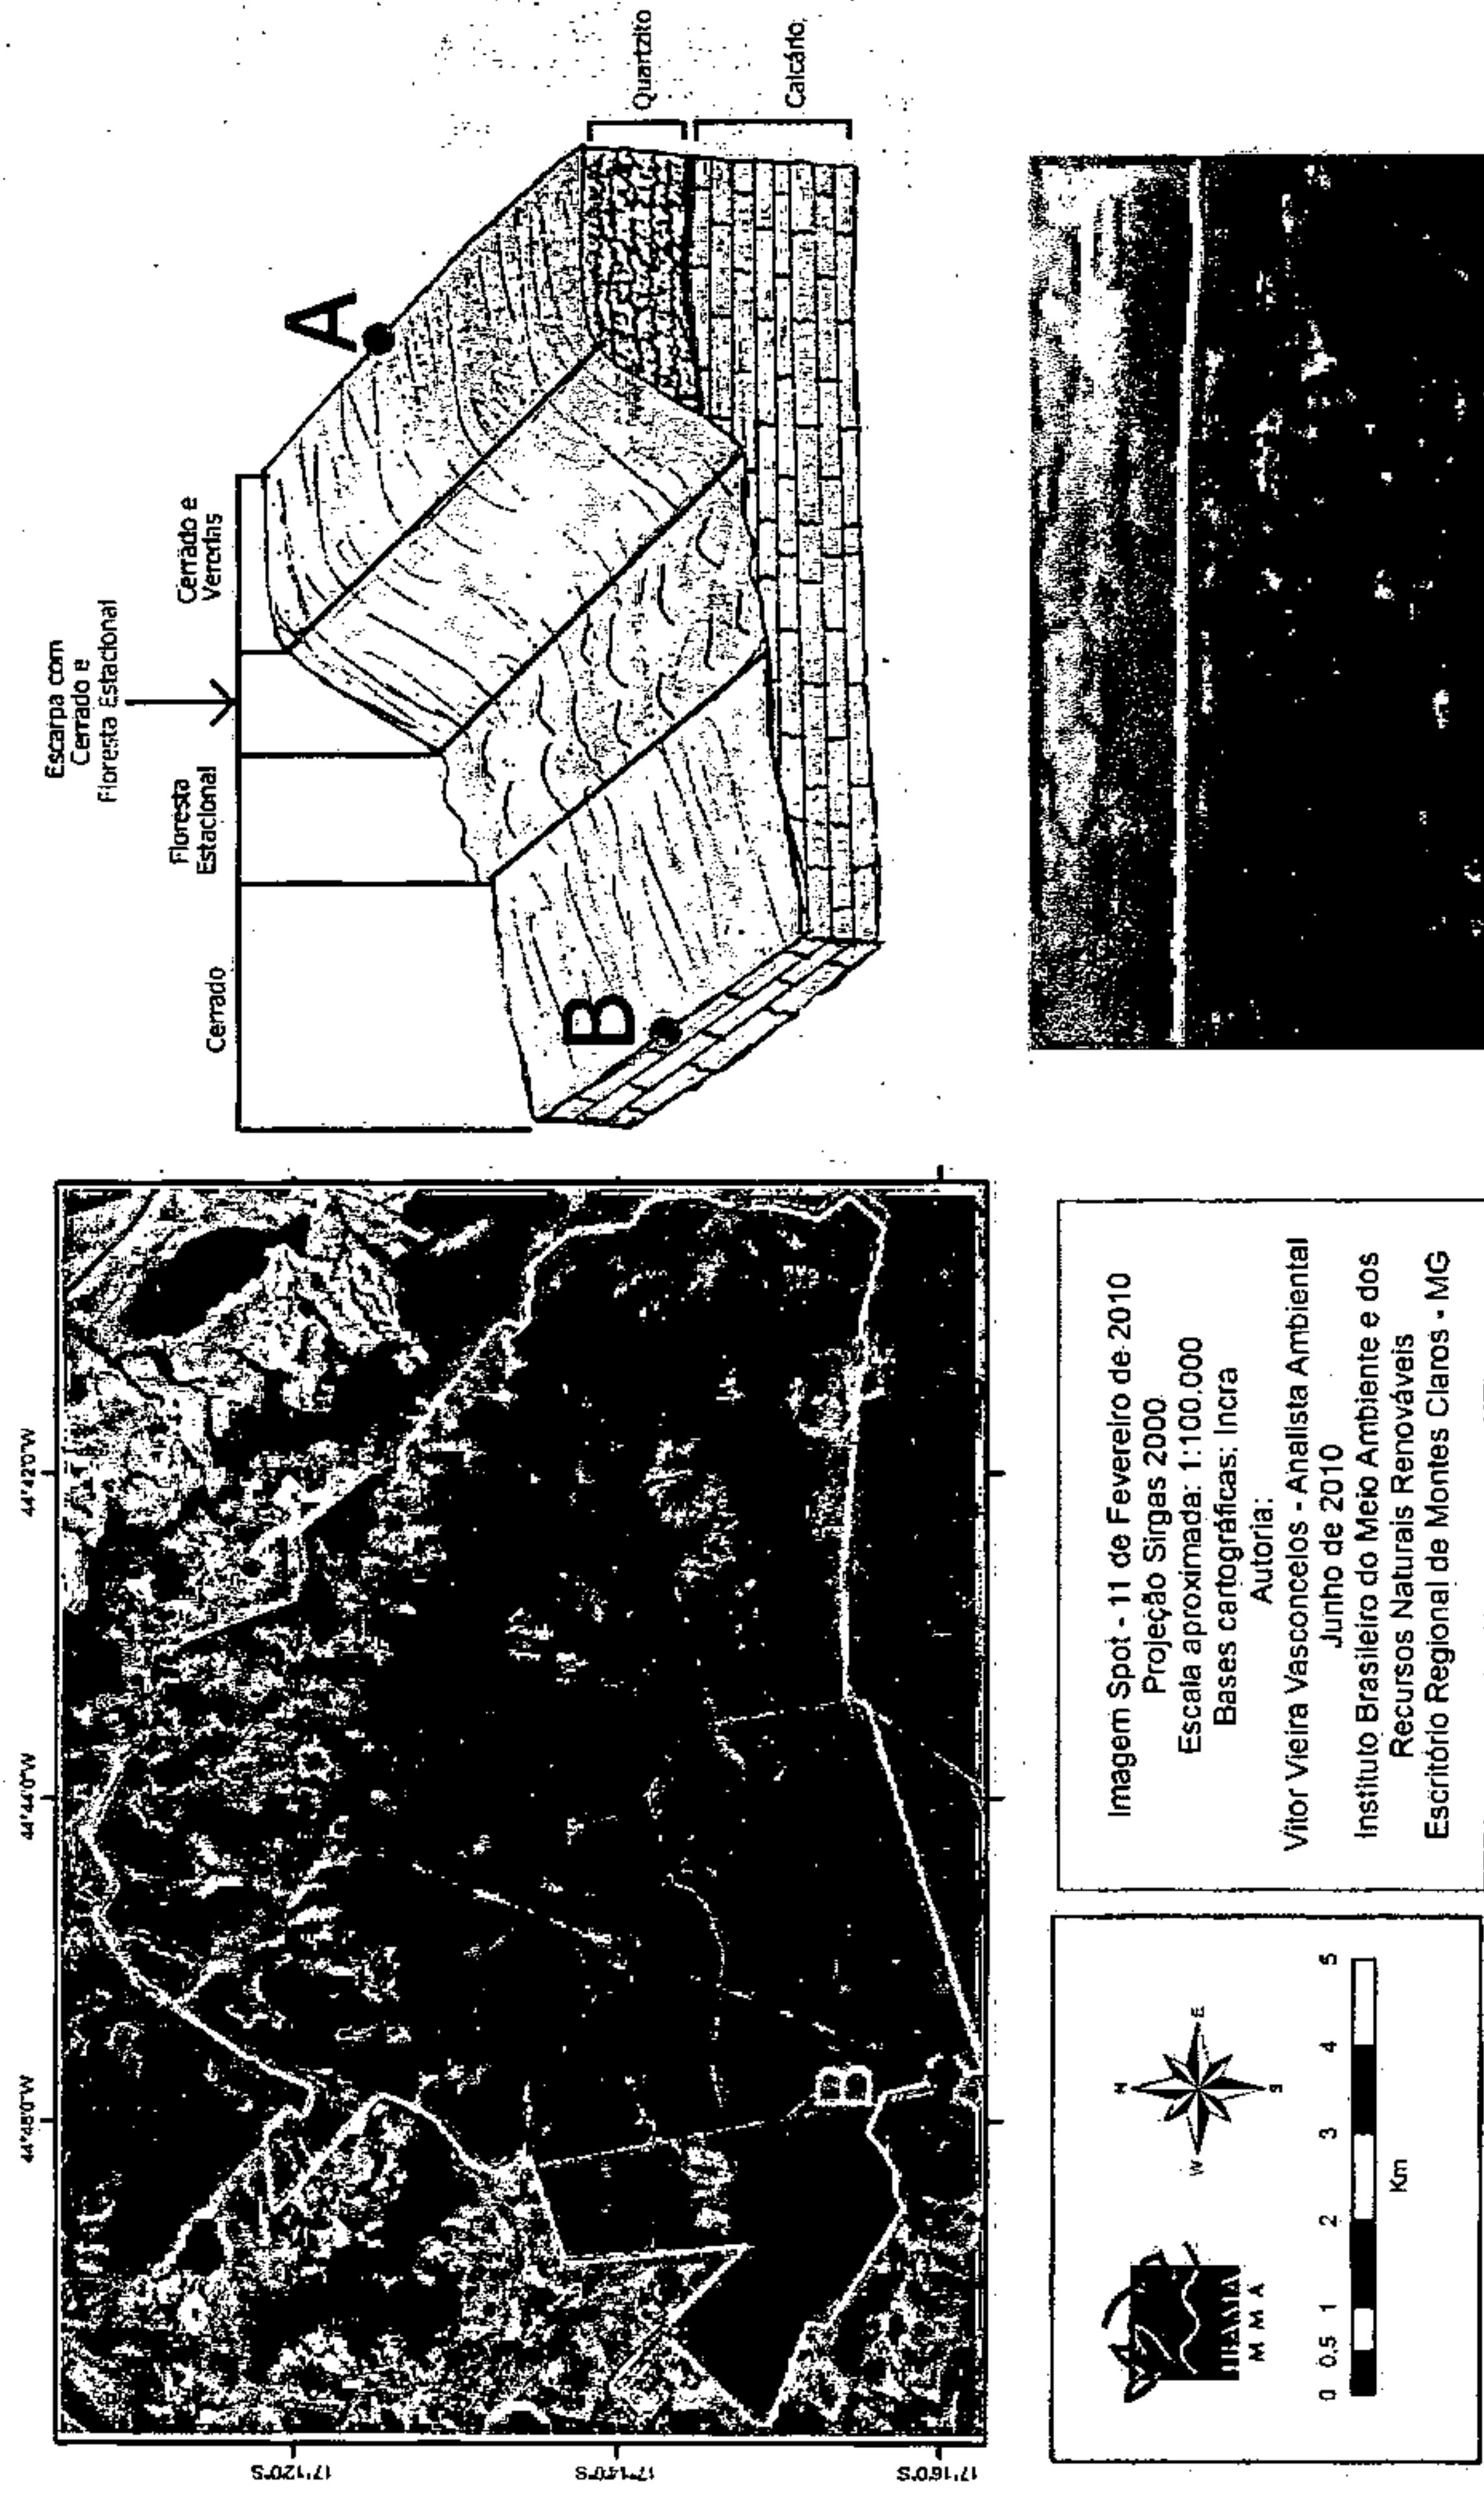 44°46'0"W
44°44'0"W
44°42'0"W
17°12'0"S
17°14'0"S
17°16'0"S
B
Escarpa com
Cerrado e
Floresta Estacional
Cerrado
Floresta
Estacional
Cerrado e
Veredas
A
B
Quartzito
Calcário
M M A
N
W
E
S
0 0.5 1 2 3 4 5
Km
Imagem Spot - 11 de Fevereiro de 2010
Projeção Sirgas 2000
Escala aproximada: 1:100.000
Bases cartográficas: Incra
Autoria:
Vitor Vieira Vasconcelos - Analista Ambiental
Junho de 2010
Instituto Brasileiro do Meio Ambiente e dos
Recursos Naturais Renováveis
Escritório Regional de Montes Claros - MG